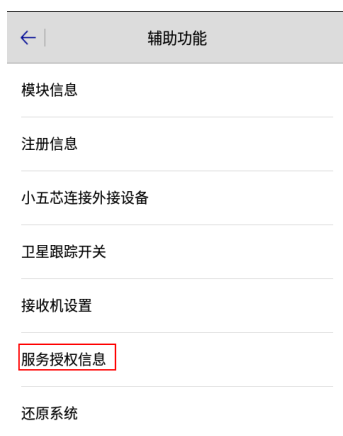 辅助功能
模块信息
注册信息
小五芯连接外接设备
卫星跟踪开关
接收机设置
服务授权信息
还原系统